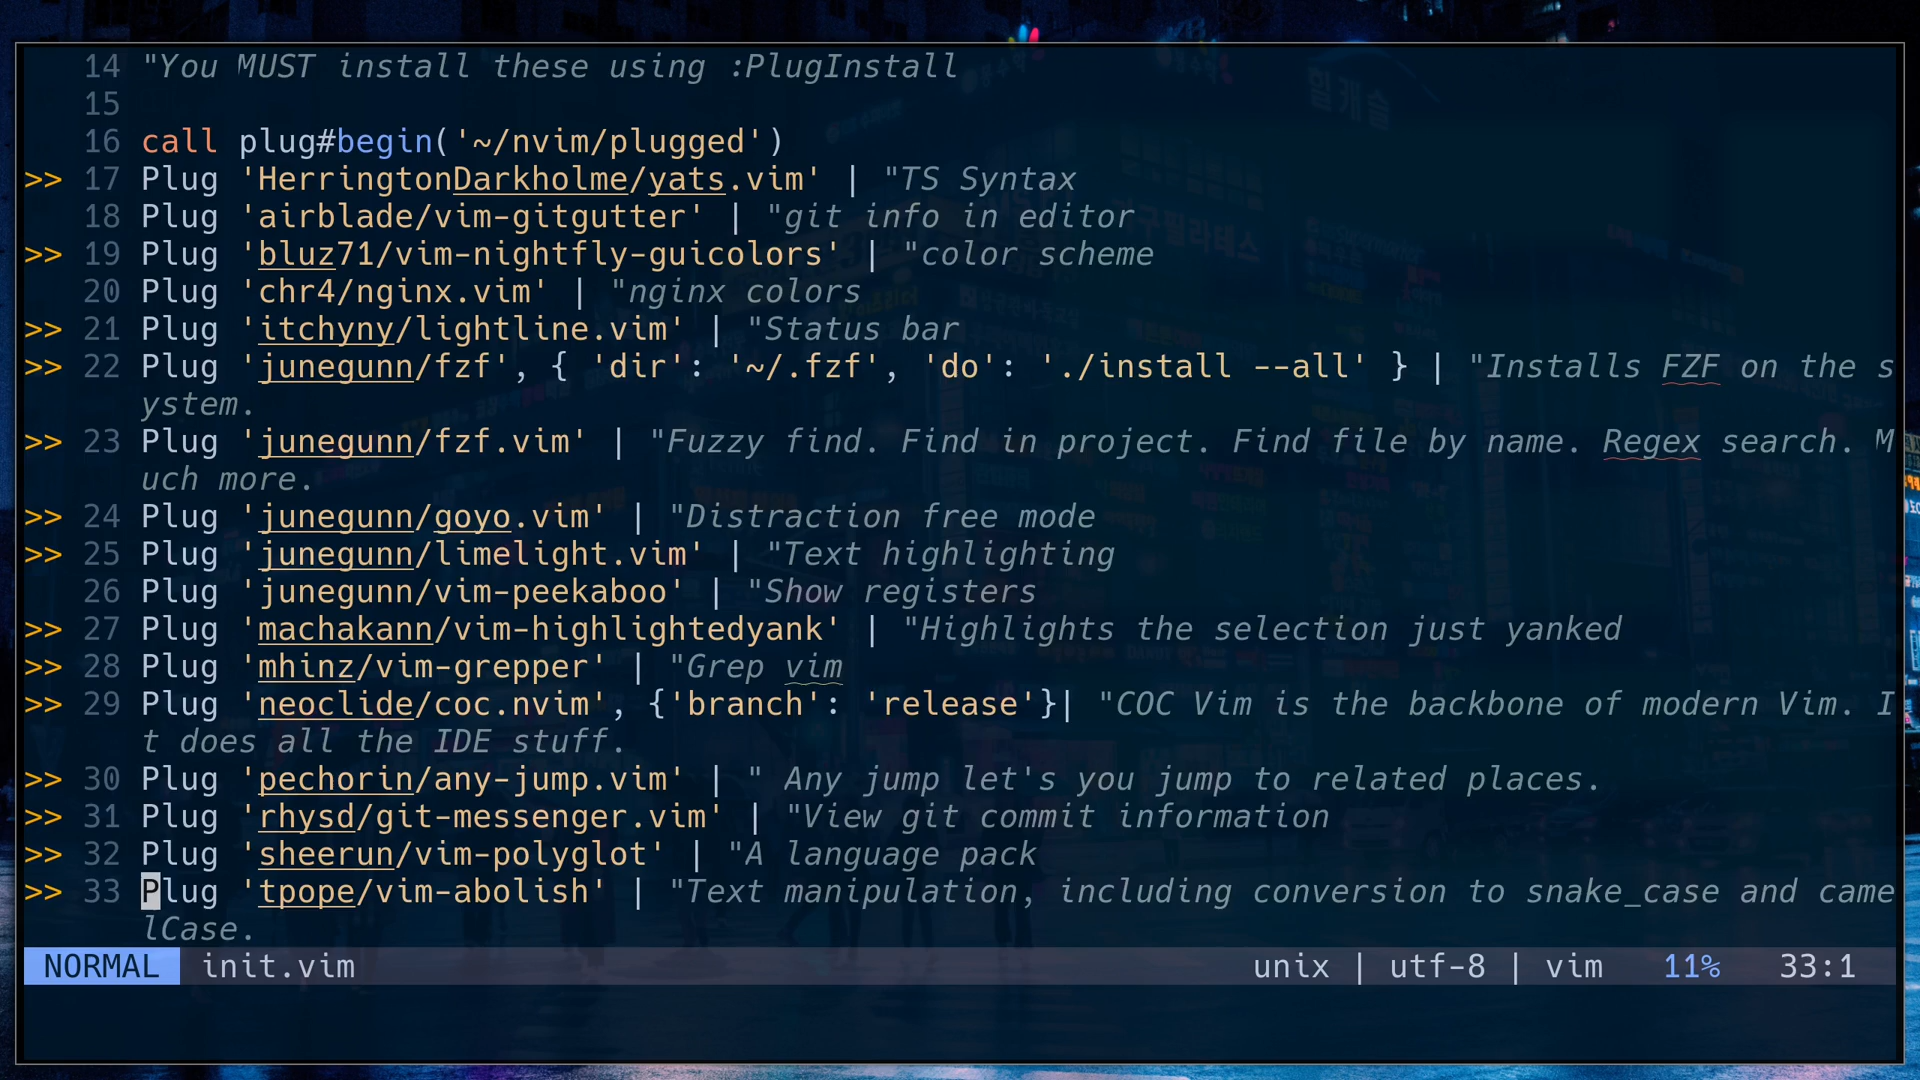 14 "You MUST install these using :PlugInstall
15
16 call plug#begin('~/nvim/plugged')
>> 17 Plug 'HerringtonDarkholme/yats.vim' | "TS Syntax
18 Plug 'airblade/vim-gitgutter' | "git info in editor
>> 19 Plug 'bluz71/vim-nightfly-guicolors' | "color scheme
20 Plug 'chr4/nginx.vim' | "nginx colors
>> 21 Plug 'itchyny/lightline.vim' | "Status bar
>> 22 Plug 'junegunn/fzf', { 'dir': '~/.fzf', 'do': './install --all' } | "Installs FZF on the s
ystem.
>> 23 Plug 'junegunn/fzf.vim' | "Fuzzy find. Find in project. Find file by name. Regex search. M
uch more.
>> 24 Plug 'junegunn/goyo.vim' | "Distraction free mode
>> 25 Plug 'junegunn/limelight.vim' | "Text highlighting
26 Plug 'junegunn/vim-peekaboo' | "Show registers
>> 27 Plug 'machakann/vim-highlightedyank' | "Highlights the selection just yanked
>> 28 Plug 'mhinz/vim-grepper' | "Grep vim
>> 29 Plug 'neoclide/coc.nvim', {'branch': 'release'}| "COC Vim is the backbone of modern Vim. I
t does all the IDE stuff.
>> 30 Plug 'pechorin/any-jump.vim' | " Any jump let's you jump to related places.
>> 31 Plug 'rhysd/git-messenger.vim' | "View git commit information
>> 32 Plug 'sheerun/vim-polyglot' | "A language pack
>> 33 Plug 'tpope/vim-abolish' | "Text manipulation, including conversion to snake_case and came
lCase.
NORMAL init.vim unix | utf-8 | vim 11% 33:1